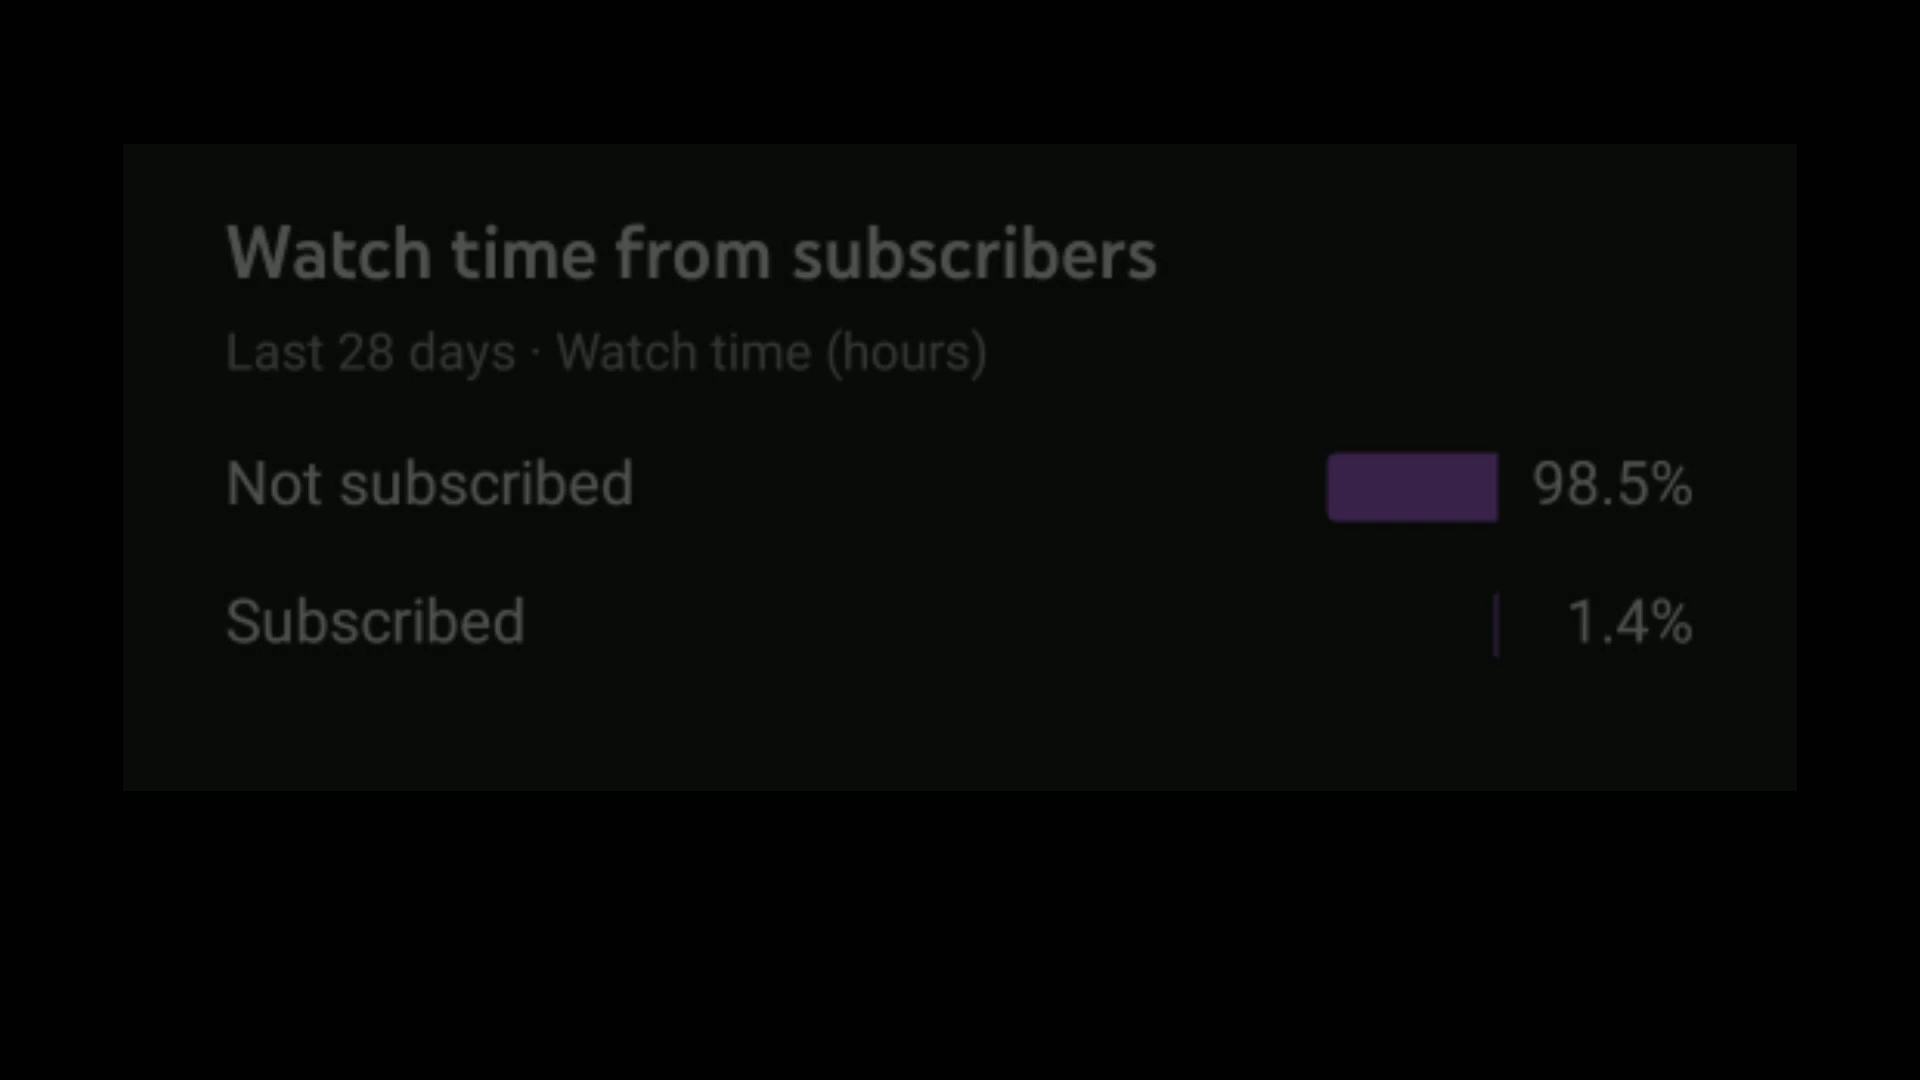 Watch time from subscribers
Last 28 days · Watch time (hours)
Not subscribed 98.5%
Subscribed 1.4%